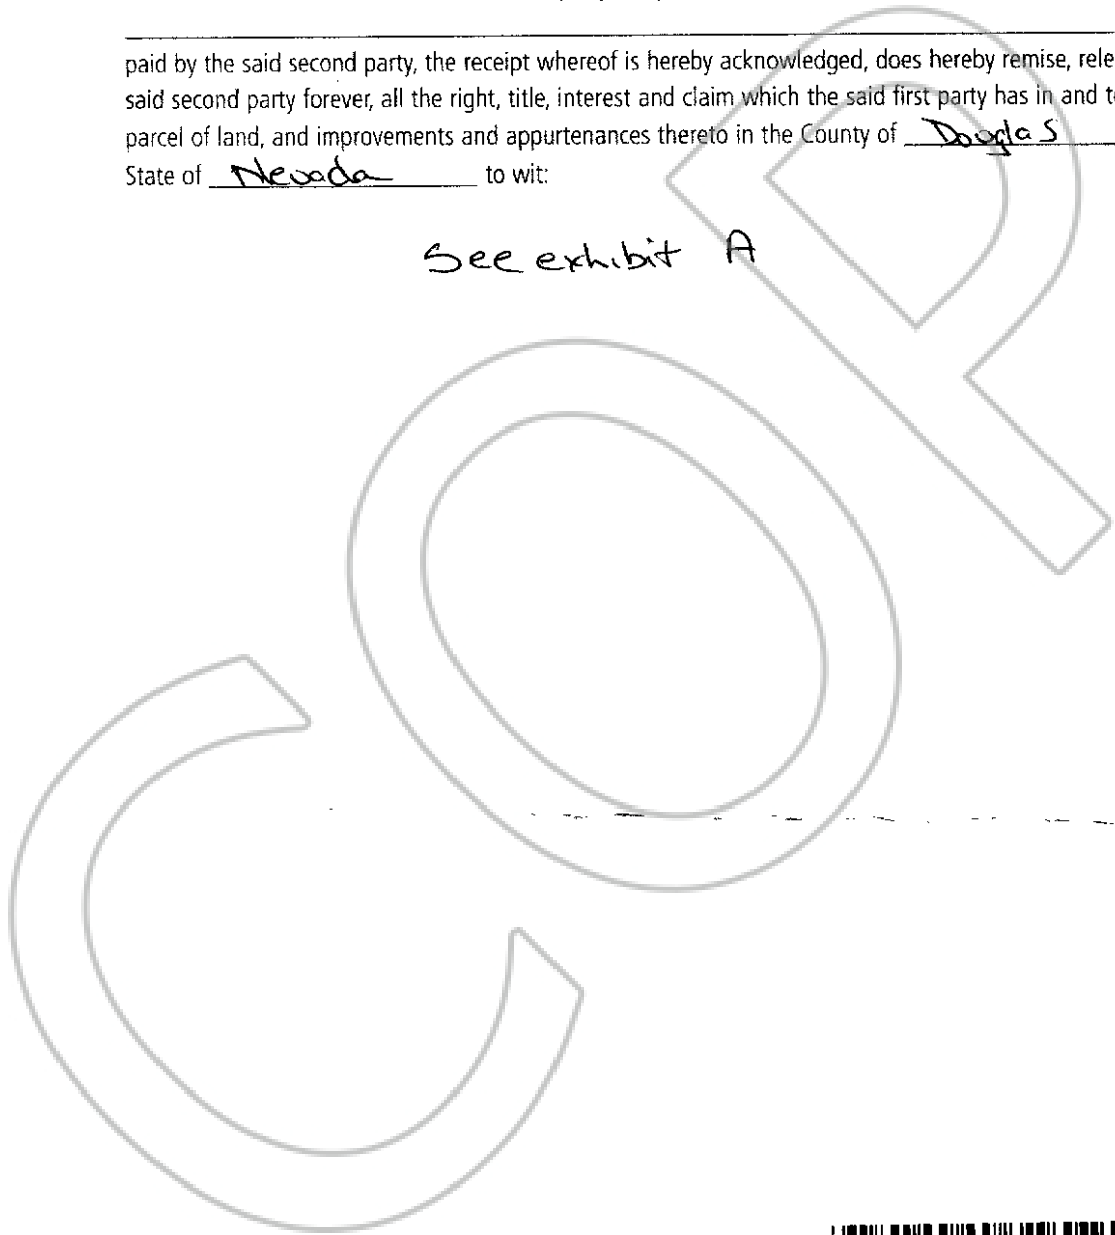 paid by the said second party, the receipt whereof is hereby acknowledged, does hereby remise, rele
said second party forever, all the right, title, interest and claim which the said first party has in and t
parcel of land, and improvements and appurtenances thereto in the County of Douglas
State of Nevada to wit:
See exhibit A
COP